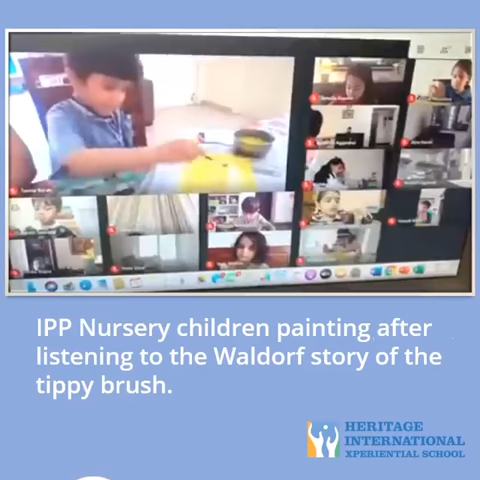 IPP Nursery children painting after
listening to the Waldorf story of the
tippy brush.
HERITAGE
INTERNATIONAL
XPERIENTIAL SCHOOL